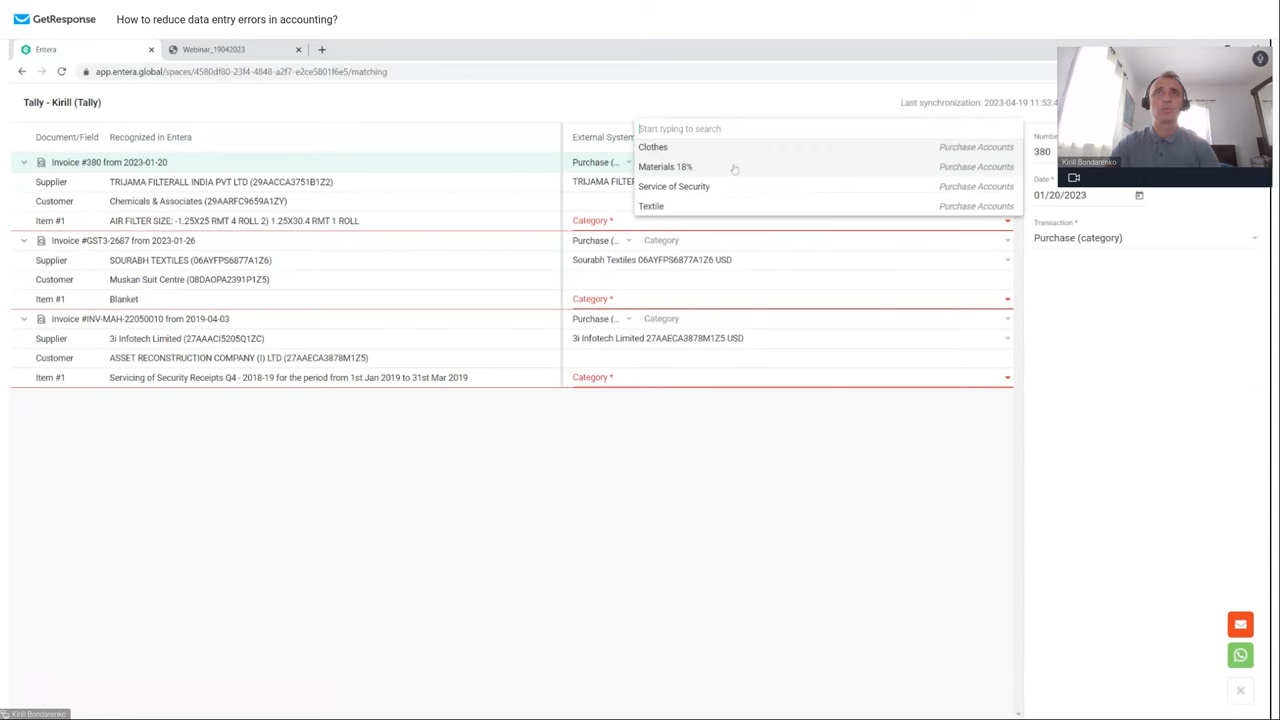 GetResponse How to reduce data entry errors in accounting?
Entera Webinar_19042023
app.entera.global/spaces/4580df80-23f4-4848-a2f7-e2ce5801f6e5/matching
Tally - Kirill (Tally) Last synchronization: 2023-04-19 11:53:4
Document/Field Recognized in Entera External System Start typing to search Number
Clothes Purchase Accounts 380
Invoice #380 from 2023-01-20 Purchase (... Materials 18% Purchase Accounts Kirill Bondarenko
Supplier TRIJAMA FILTERALL INDIA PVT LTD (29AACCA3751B1Z2) TRIJAMA FILTER Service of Security Purchase Accounts Date *
Customer Chemicals & Associates (29AARFC9659A1ZY) Textile Purchase Accounts 01/20/2023
Item #1 AIR FILTER SIZE: -1.25X25 RMT 4 ROLL 2) 1.25X30.4 RMT 1 ROLL Category * Transaction *
Invoice #GST3-2687 from 2023-01-26 Purchase (... Category Purchase (category)
Supplier SOURABH TEXTILES (06AYFPS6877A1Z6) Sourabh Textiles 06AYFPS6877A1Z6 USD
Customer Muskan Suit Centre (08DAOPA2391P1Z5)
Item #1 Blanket Category *
Invoice #INV-MAH-22050010 from 2019-04-03 Purchase (... Category
Supplier 3i Infotech Limited (27AAACI5205Q1ZC) 3i Infotech Limited 27AAECA3878M1Z5 USD
Customer ASSET RECONSTRUCTION COMPANY (I) LTD (27AAECA3878M1Z5)
Item #1 Servicing of Security Receipts Q4 - 2018-19 for the period from 1st Jan 2019 to 31st Mar 2019 Category *
Kirill Bondarenko